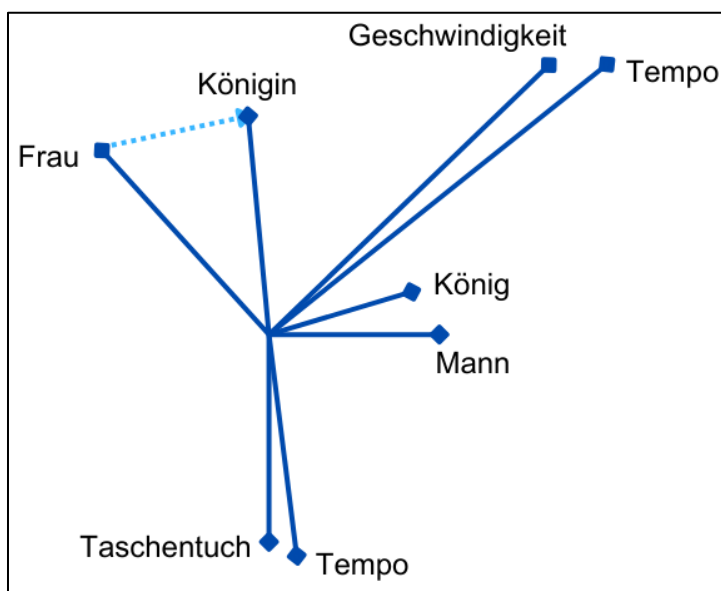 Geschwindigkeit
Tempo
Königin
Frau
König
Mann
Taschentuch
Tempo